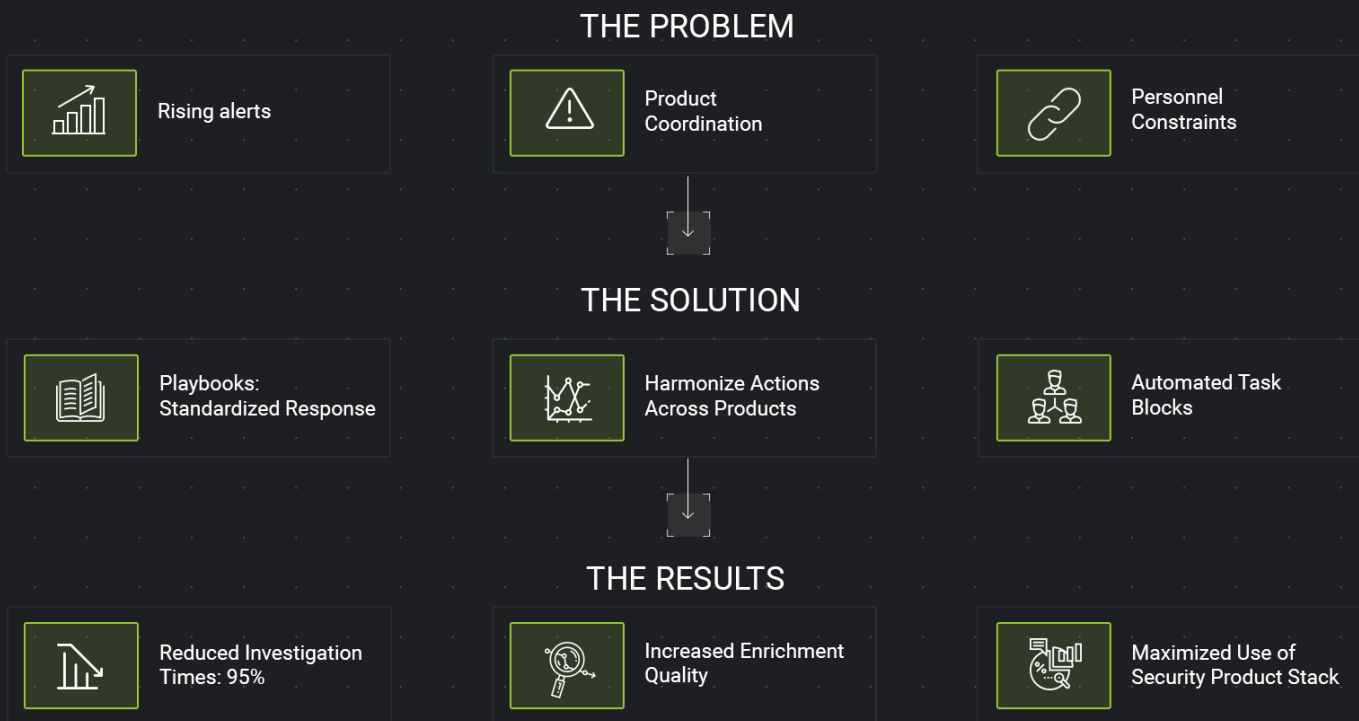 THE PROBLEM
Rising alerts
Product
Coordination
Personnel
Constraints
THE SOLUTION
Playbooks:
Standardized Response
Harmonize Actions
Across Products
Automated Task
Blocks
THE RESULTS
Reduced Investigation
Times: 95%
Increased Enrichment
Quality
Maximized Use of
Security Product Stack